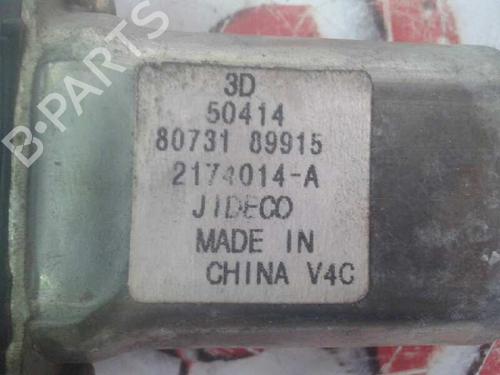 3D
50414
80731 89915
2174014-A
JIDECO
MADE IN
CHINA V4C
B-PARTS